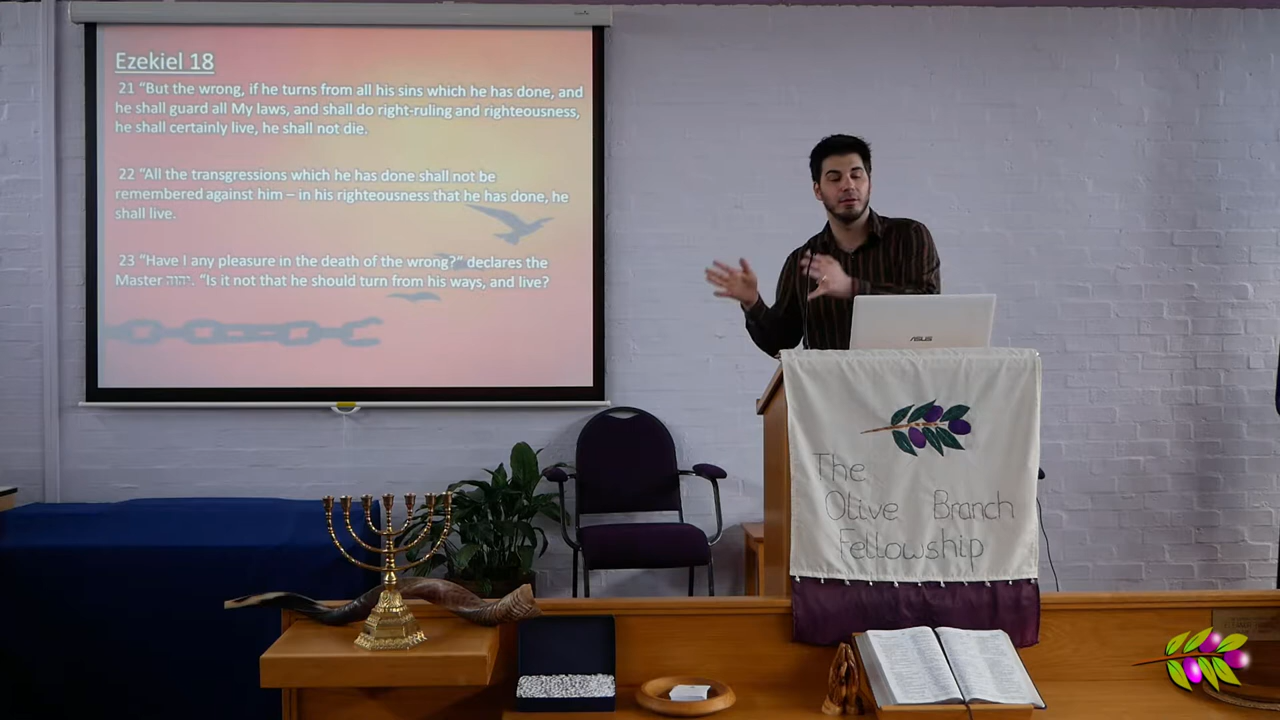 Ezekiel 18
21 “But the wrong, if he turns from all his sins which he has done, and
he shall guard all My laws, and shall do right-ruling and righteousness,
he shall certainly live, he shall not die.
22 “All the transgressions which he has done shall not be
remembered against him – in his righteousness that he has done, he
shall live.
23 “Have I any pleasure in the death of the wrong?” declares the
Master יהוה. “Is it not that he should turn from his ways, and live?
ASUS
The
Olive Branch
Fellowship